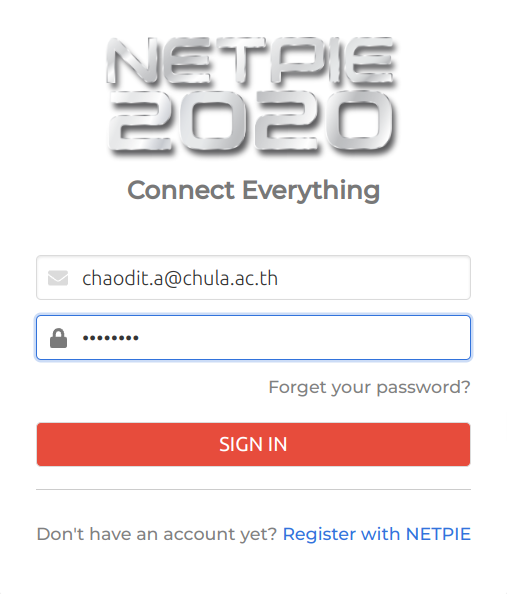 NETPIE
2020
Connect Everything
chaodit.a@chula.ac.th
••••••••
Forget your password?
SIGN IN
Don't have an account yet? Register with NETPIE